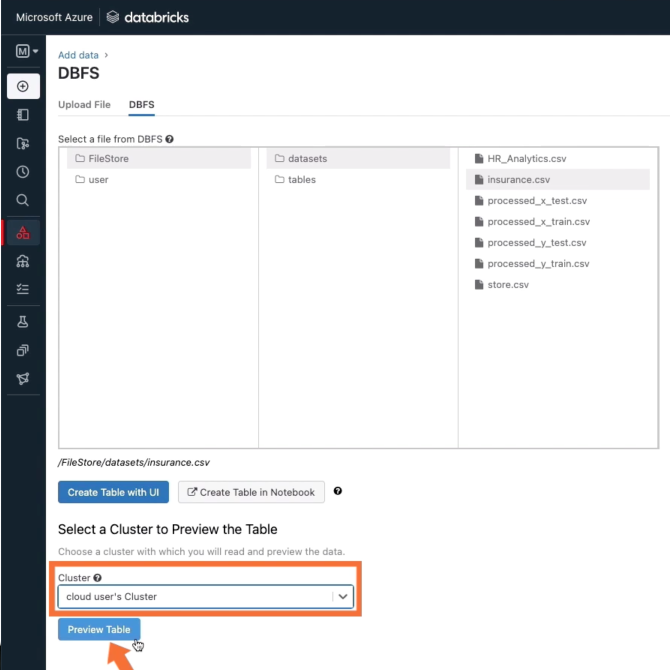 Microsoft Azure databricks
M
Add data ›
DBFS
Upload File DBFS
Select a file from DBFS ?
FileStore
user
datasets
tables
HR_Analytics.csv
insurance.csv
processed_x_test.csv
processed_x_train.csv
processed_y_test.csv
processed_y_train.csv
store.csv
/FileStore/datasets/insurance.csv
Create Table with UI Create Table in Notebook ?
Select a Cluster to Preview the Table
Choose a cluster with which you will read and preview the data.
Cluster ?
cloud user's Cluster
Preview Table